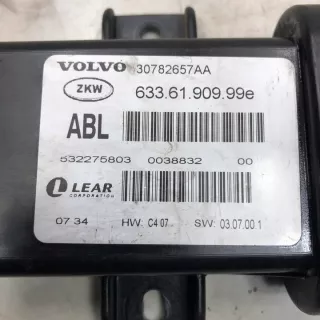 VOLVO 30782657AA
ZKW 633.61.909.99e
ABL
532275803 0038832 00
LEAR
CORPORATION
07 34 HW: C4 07 SW: 03.07.00 1